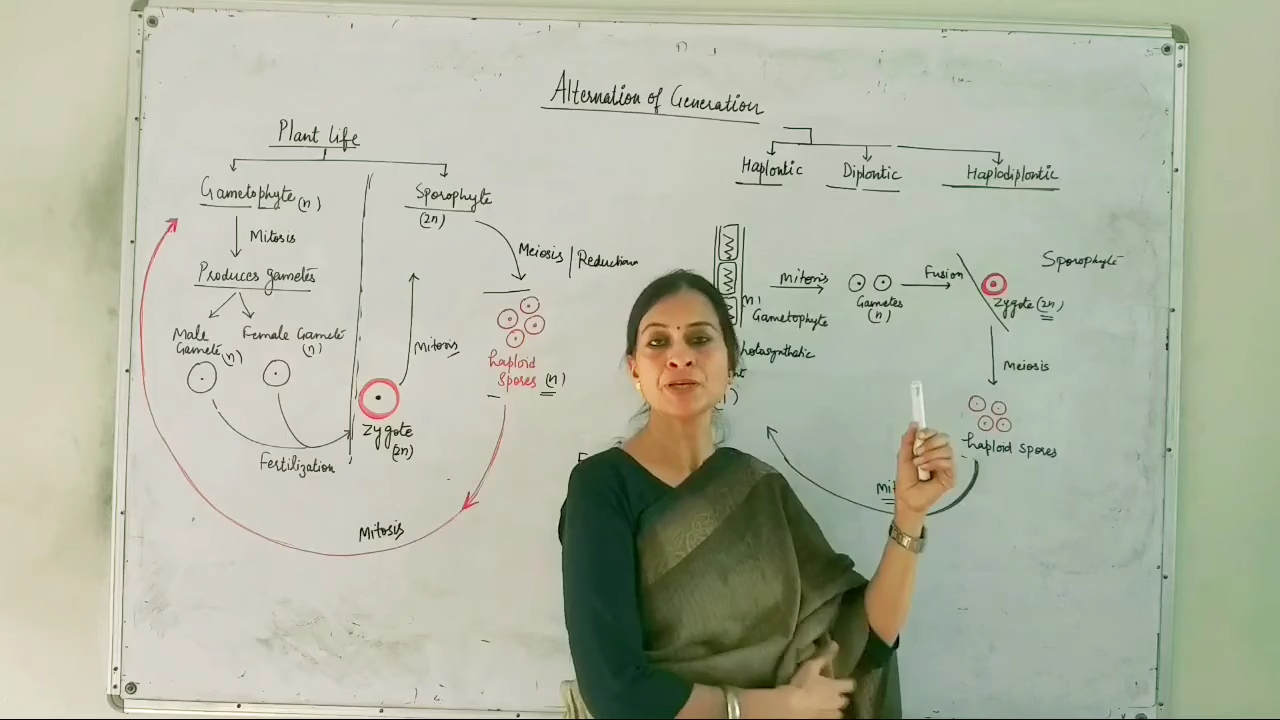 Alternation of Generation
Plant life
Gametophyte (n)
Mitosis
Produces gametes
Male
Gamete (n)
Female Gamete
(n)
Fertilization
Sporophyte
(2n)
Meiosis | Reduction
haploid
Spores (n)
Mitosis
Zygote
(2n)
Mitosis
Haplontic
Diplontic
Haplodiplontic
Mitosis
Gametophyte
Gametes
(n)
Fusion
Sporophyte
Zygote (2n)
Meiosis
haploid spores